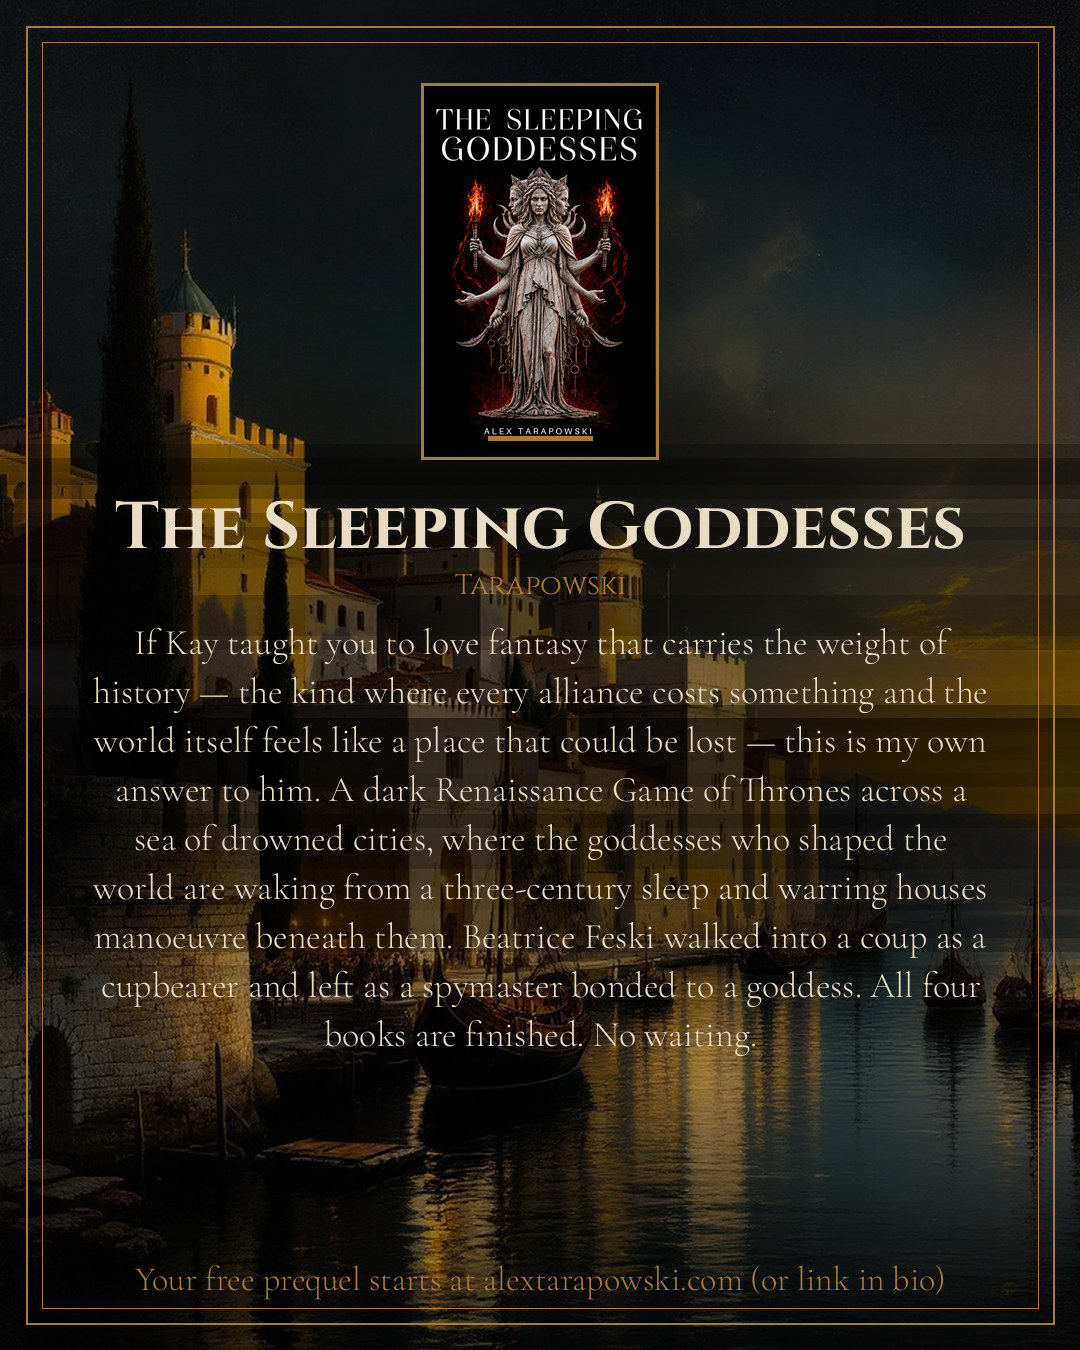 THE SLEEPING
GODDESSES
ALEX TARAPOWSKI
THE SLEEPING GODDESSES
TARAPOWSKI
If Kay taught you to love fantasy that carries the weight of
history — the kind where every alliance costs something and the
world itself feels like a place that could be lost — this is my own
answer to him. A dark Renaissance Game of Thrones across a
sea of drowned cities, where the goddesses who shaped the
world are waking from a three-century sleep and warring houses
manoeuvre beneath them. Beatrice Feski walked into a coup as a
cupbearer and left as a spymaster bonded to a goddess. All four
books are finished. No waiting.
Your free prequel starts at alextarapowski.com (or link in bio)